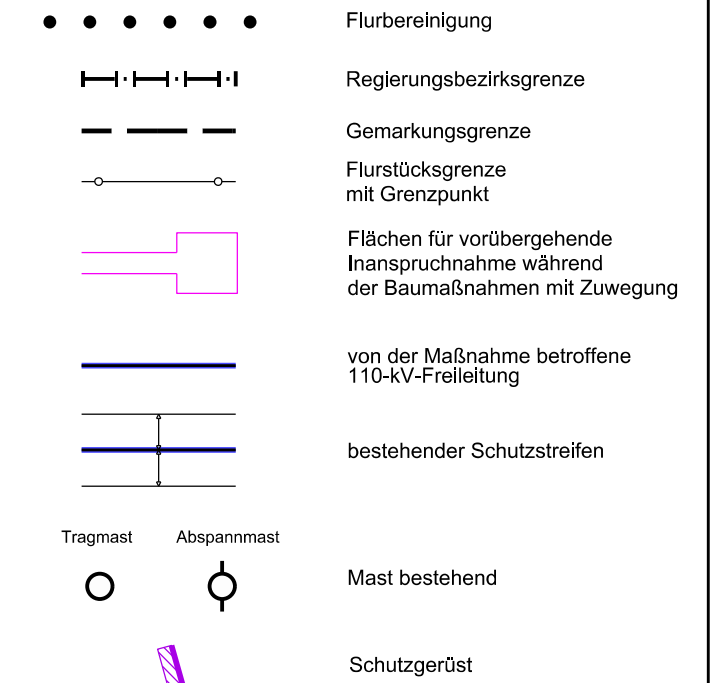 Flurbereinigung
Regierungsbezirksgrenze
Gemarkungsgrenze
Flurstücksgrenze
mit Grenzpunkt
Flächen für vorübergehende
Inanspruchnahme während
der Baumaßnahmen mit Zuwegung
von der Maßnahme betroffene
110-kV-Freileitung
bestehender Schutzstreifen
Tragmast Abspannmast
Mast bestehend
Schutzgerüst